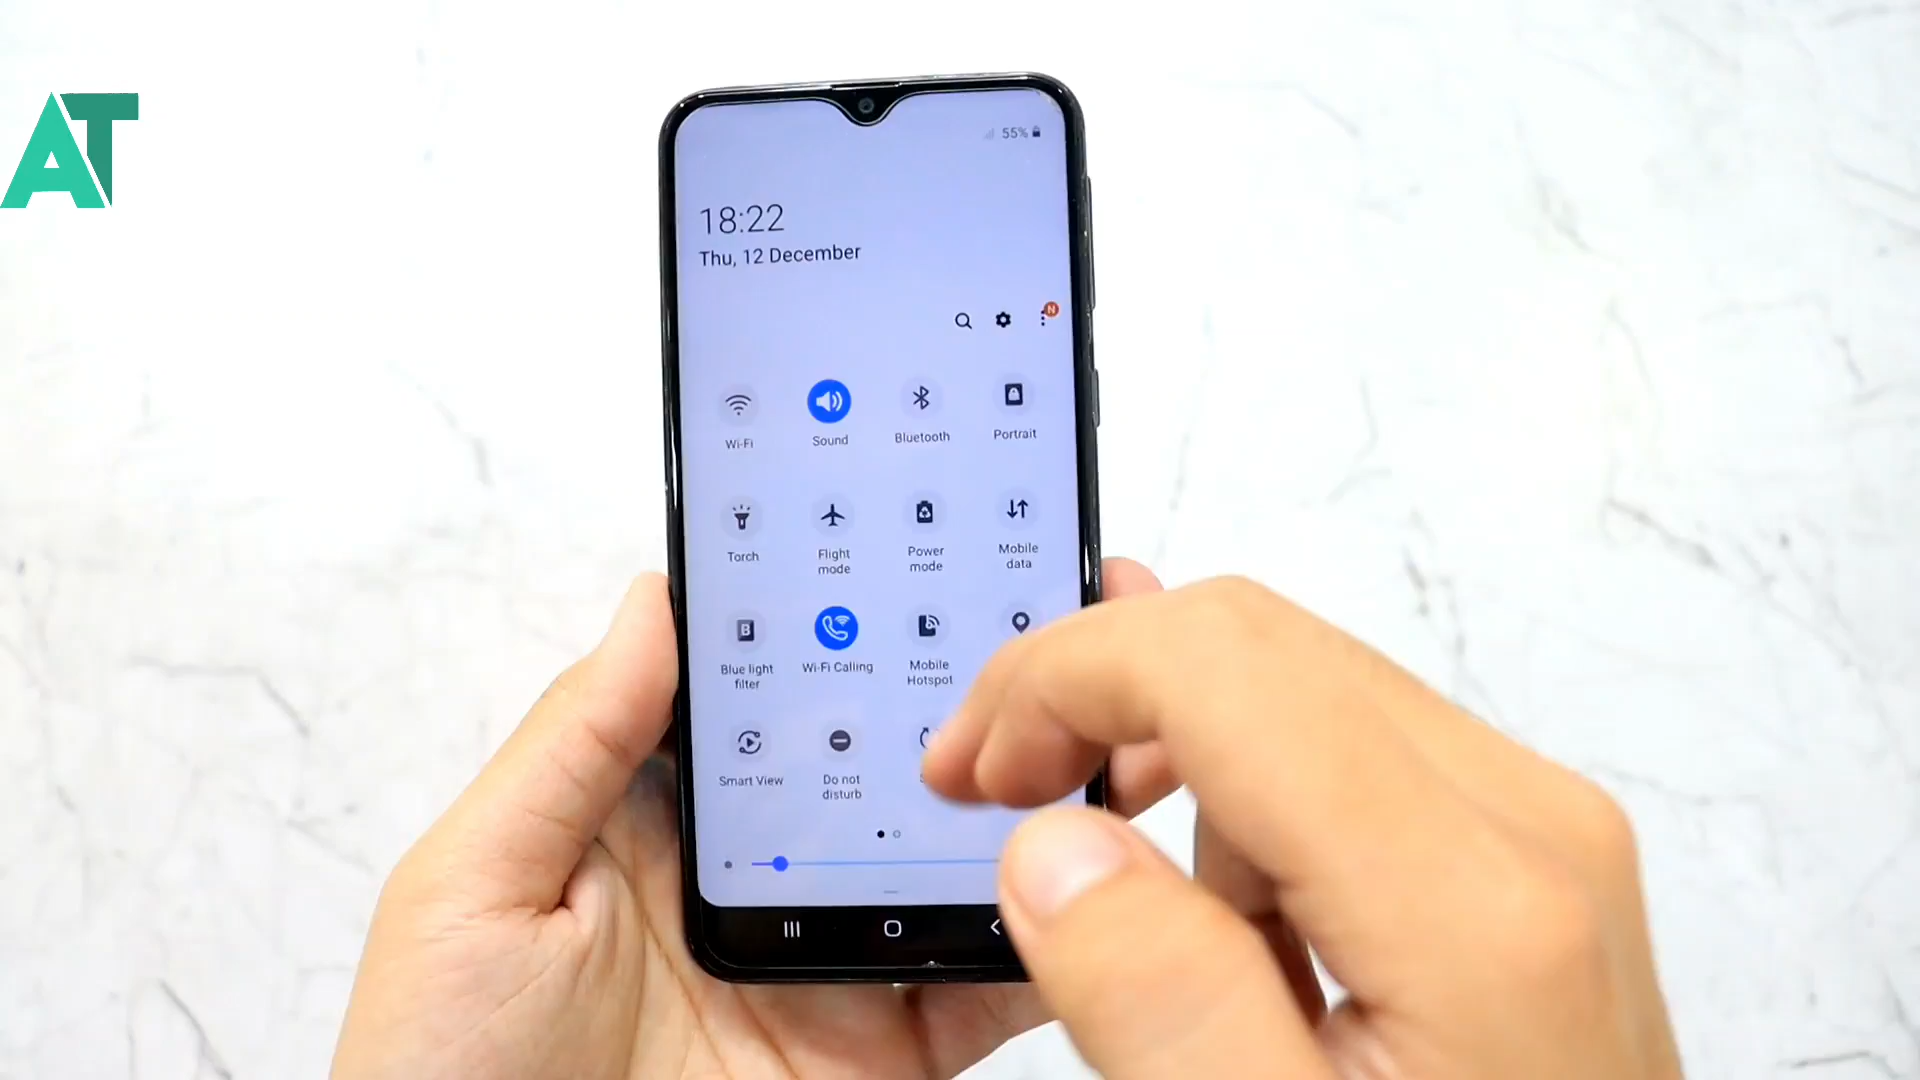 AT
55%
18:22
Thu, 12 December
N
Wi-Fi
Sound
Bluetooth
Portrait
Torch
Flight
mode
Power
mode
Mobile
data
Blue light
filter
B
Wi-Fi Calling
Mobile
Hotspot
Smart View
Do not
disturb